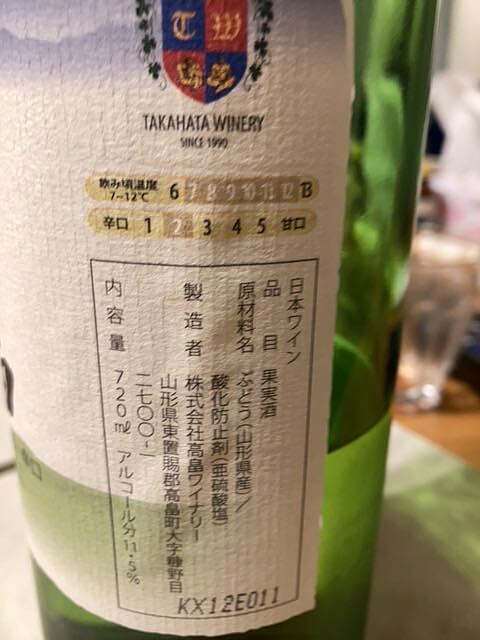 T W
TAKAHATA WINERY
SINCE 1990
飲み頃温度
7~12℃ 6 7 8 9 10 11 12 13
辛口 1 2 3 4 5 甘口
日本ワイン
品目 果実酒
原材料名 ぶどう(山形県産)/
酸化防止剤(亜硫酸塩)
製造者 株式会社高畠ワイナリー
山形県東置賜郡高畠町大字糠野目
二七〇〇-一
内容量 720㎖ アルコール分11.5%
KX12E011